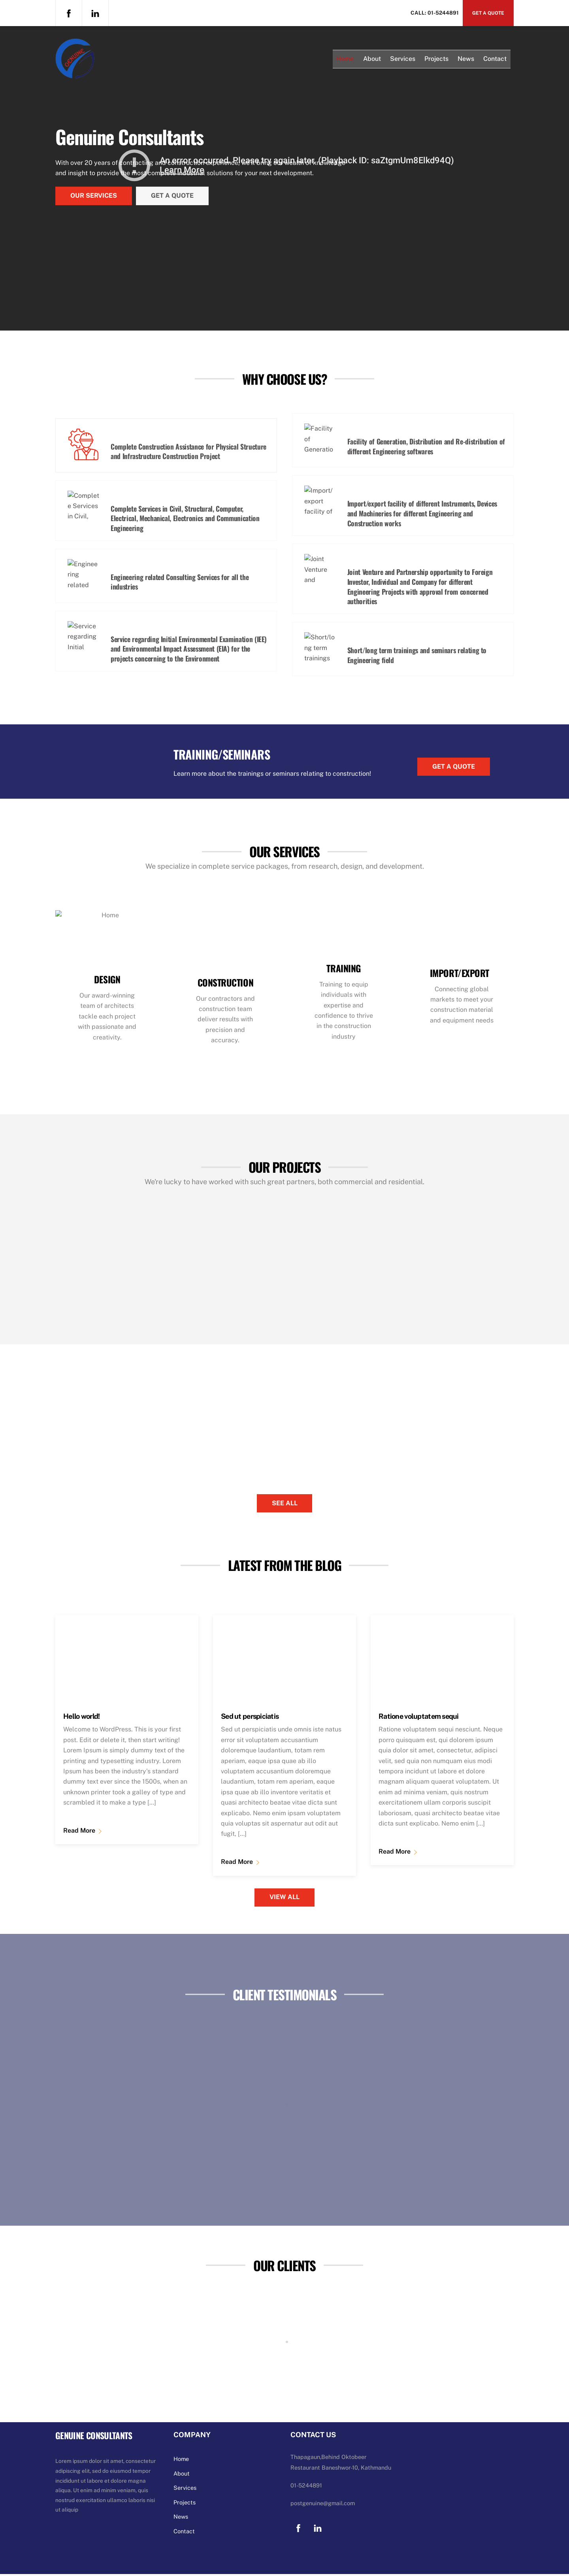 CALL: 01-5244891
GET A QUOTE
Home
About
Services
Projects
News
Contact
Genuine Consultants
With over 20 years of contracting and construction experience, we'll bring
and insight to provide the most complete industrial solutions for your next development.
An error occurred. Please try again later. (Playback ID: saZtgmUm8Elkd94Q)
Learn More
OUR SERVICES
GET A QUOTE
WHY CHOOSE US?
Complete Construction Assistance for Physical Structure
and Infrastructure Construction Project
Complet
e Services
in Civil,
Complete Services in Civil, Structural, Computer,
Electrical, Mechanical, Electronics and Communication
Engineering
Enginee
ring
related
Engineering related Consulting Services for all the
industries
Service
regarding
Initial
Service regarding Initial Environmental Examination (IEE)
and Environmental Impact Assessment (EIA) for the
projects concerning to the Environment
Facility
of
Generatio
Facility of Generation, Distribution and Re-distribution of
different Engineering softwares
Import/
export
facility of
Import/export facility of different Instruments, Devices
and Machineries for different Engineering and
Construction works
Joint
Venture
and
Joint Venture and Partnership opportunity to Foreign
Investor, Individual and Company for different
Engineering Projects with approval from concerned
authorities
Short/lo
ng term
trainings
Short/long term trainings and seminars relating to
Engineering field
TRAINING/SEMINARS
Learn more about the trainings or seminars relating to construction!
GET A QUOTE
OUR SERVICES
We specialize in complete service packages, from research, design, and development.
Home
DESIGN
Our award-winning
team of architects
tackle each project
with passionate and
creativity.
CONSTRUCTION
Our contractors and
construction team
deliver results with
precision and
accuracy.
TRAINING
Training to equip
individuals with
expertise and
confidence to thrive
in the construction
industry
IMPORT/EXPORT
Connecting global
markets to meet your
construction material
and equipment needs
OUR PROJECTS
We're lucky to have worked with such great partners, both commercial and residential.
SEE ALL
LATEST FROM THE BLOG
Hello world!
Welcome to WordPress. This is your first
post. Edit or delete it, then start writing!
Lorem Ipsum is simply dummy text of the
printing and typesetting industry. Lorem
Ipsum has been the industry's standard
dummy text ever since the 1500s, when an
unknown printer took a galley of type and
scrambled it to make a type [...]
Read More
Sed ut perspiciatis
Sed ut perspiciatis unde omnis iste natus
error sit voluptatem accusantium
doloremque laudantium, totam rem
aperiam, eaque ipsa quae ab illo
voluptatem accusantium doloremque
laudantium, totam rem aperiam, eaque
ipsa quae ab illo inventore veritatis et
quasi architecto beatae vitae dicta sunt
explicabo. Nemo enim ipsam voluptatem
quia voluptas sit aspernatur aut odit aut
fugit, [...]
Read More
Ratione voluptatem sequi
Ratione voluptatem sequi nesciunt. Neque
porro quisquam est, qui dolorem ipsum
quia dolor sit amet, consectetur, adipisci
velit, sed quia non numquam eius modi
tempora incidunt ut labore et dolore
magnam aliquam quaerat voluptatem. Ut
enim ad minima veniam, quis nostrum
exercitationem ullam corporis suscipit
laboriosam, quasi architecto beatae vitae
dicta sunt explicabo. Nemo enim [...]
Read More
VIEW ALL
CLIENT TESTIMONIALS
OUR CLIENTS
GENUINE CONSULTANTS
Lorem ipsum dolor sit amet, consectetur
adipisicing elit, sed do eiusmod tempor
incididunt ut labore et dolore magna
aliqua. Ut enim ad minim veniam, quis
nostrud exercitation ullamco laboris nisi
ut aliquip
COMPANY
Home
About
Services
Projects
News
Contact
CONTACT US
Thapagaun,Behind Oktobeer
Restaurant Baneshwor-10, Kathmandu
01-5244891
postgenuine@gmail.com